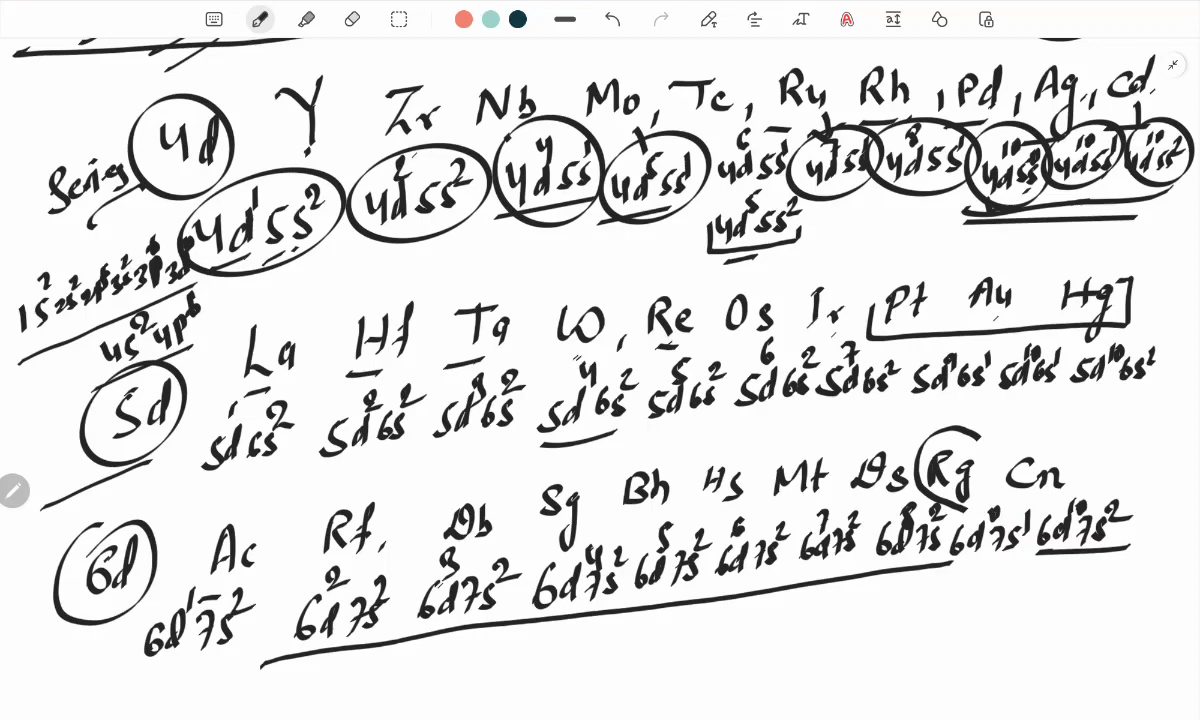 Series 4d Y Zr Nb Mo, Tc, Ru Rh, Pd, Ag, Cd
4d¹5s² 4d²5s² 4d⁴5s¹ 4d⁵5s¹ 4d⁶5s¹ 4d⁷5s¹ 4d⁸5s¹ 4d¹⁰5s⁰ 4d¹⁰5s¹ 4d¹⁰5s²
4d⁵5s²
1s²2s²2p⁶3s²3p⁶3d
4s²4p⁶
5d La Hf Ta W, Re Os Ir Pt Au Hg
5d¹6s² 5d²6s² 5d³6s² 5d⁴6s² 5d⁵6s² 5d⁶6s² 5d⁷6s² 5d⁹6s¹ 5d¹⁰6s¹ 5d¹⁰6s²
6d Ac Rf, Db Sg Bh Hs Mt Ds Rg Cn
6d¹7s² 6d²7s² 6d³7s² 6d⁴7s² 6d⁵7s² 6d⁶7s² 6d⁷7s² 6d⁸7s² 6d¹⁰7s¹ 6d¹⁰7s²